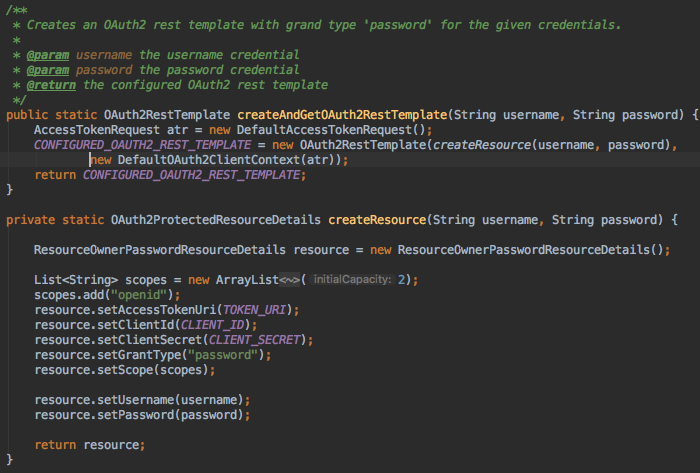 /**
 * Creates an OAuth2 rest template with grand type 'password' for the given credentials.
 *
 * @param username the username credential
 * @param password the password credential
 * @return the configured OAuth2 rest template
 */
public static OAuth2RestTemplate createAndGetOAuth2RestTemplate(String username, String password) {
    AccessTokenRequest atr = new DefaultAccessTokenRequest();
    CONFIGURED_OAUTH2_REST_TEMPLATE = new OAuth2RestTemplate(createResource(username, password),
            new DefaultOAuth2ClientContext(atr));
    return CONFIGURED_OAUTH2_REST_TEMPLATE;
}

private static OAuth2ProtectedResourceDetails createResource(String username, String password) {

    ResourceOwnerPasswordResourceDetails resource = new ResourceOwnerPasswordResourceDetails();

    List<String> scopes = new ArrayList<~>( initialCapacity: 2);
    scopes.add("openid");
    resource.setAccessTokenUri(TOKEN_URI);
    resource.setClientId(CLIENT_ID);
    resource.setClientSecret(CLIENT_SECRET);
    resource.setGrantType("password");
    resource.setScope(scopes);

    resource.setUsername(username);
    resource.setPassword(password);

    return resource;
}